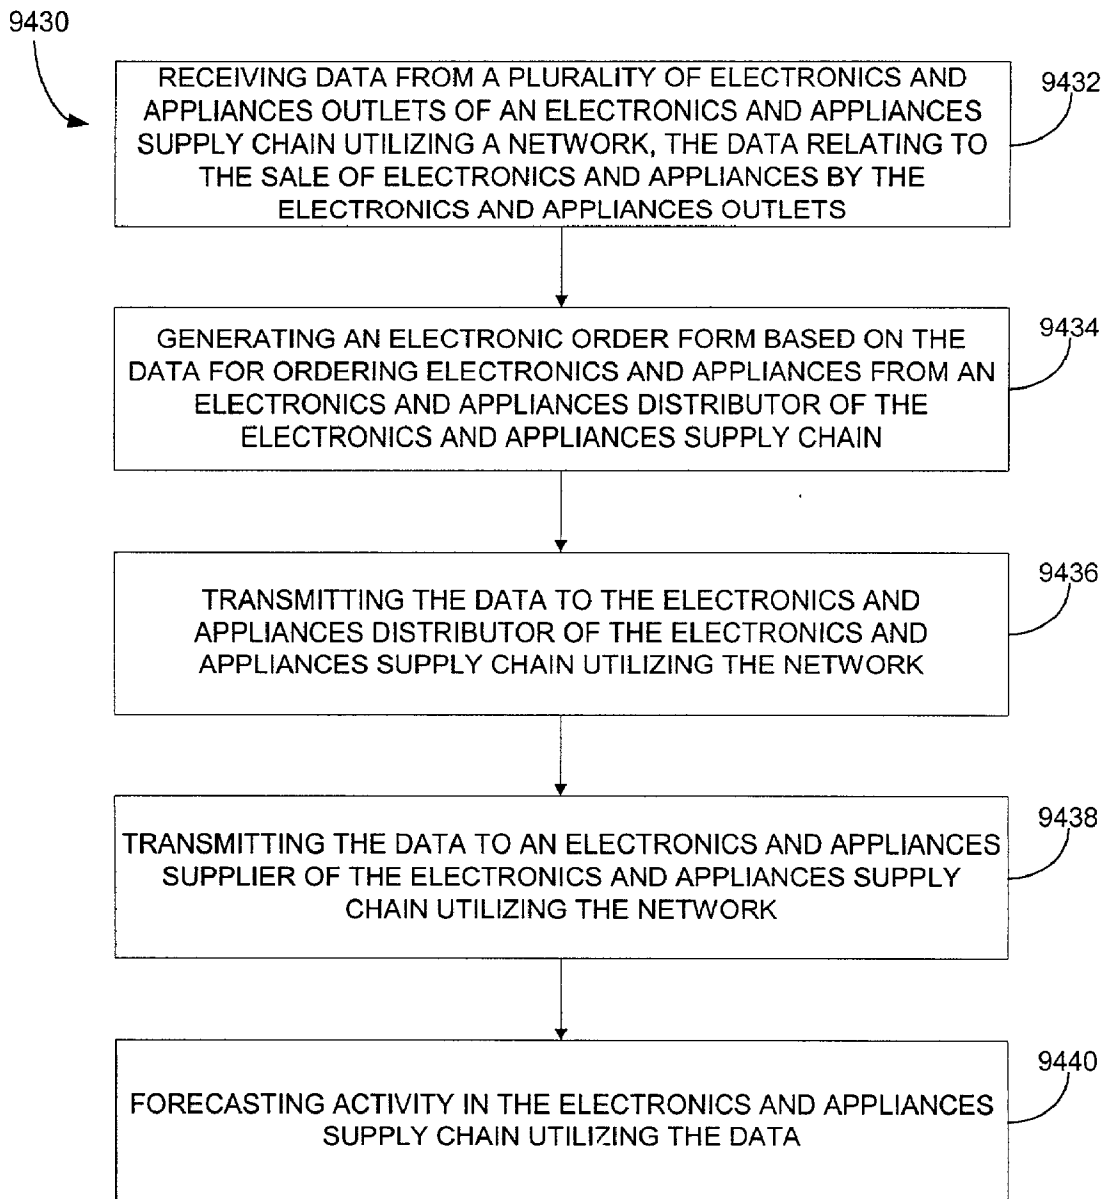 9430
RECEIVING DATA FROM A PLURALITY OF ELECTRONICS AND
APPLIANCES OUTLETS OF AN ELECTRONICS AND APPLIANCES
SUPPLY CHAIN UTILIZING A NETWORK, THE DATA RELATING TO
THE SALE OF ELECTRONICS AND APPLIANCES BY THE
ELECTRONICS AND APPLIANCES OUTLETS
9432
GENERATING AN ELECTRONIC ORDER FORM BASED ON THE
DATA FOR ORDERING ELECTRONICS AND APPLIANCES FROM AN
ELECTRONICS AND APPLIANCES DISTRIBUTOR OF THE
ELECTRONICS AND APPLIANCES SUPPLY CHAIN
9434
TRANSMITTING THE DATA TO THE ELECTRONICS AND
APPLIANCES DISTRIBUTOR OF THE ELECTRONICS AND
APPLIANCES SUPPLY CHAIN UTILIZING THE NETWORK
9436
TRANSMITTING THE DATA TO AN ELECTRONICS AND APPLIANCES
SUPPLIER OF THE ELECTRONICS AND APPLIANCES SUPPLY
CHAIN UTILIZING THE NETWORK
9438
FORECASTING ACTIVITY IN THE ELECTRONICS AND APPLIANCES
SUPPLY CHAIN UTILIZING THE DATA
9440